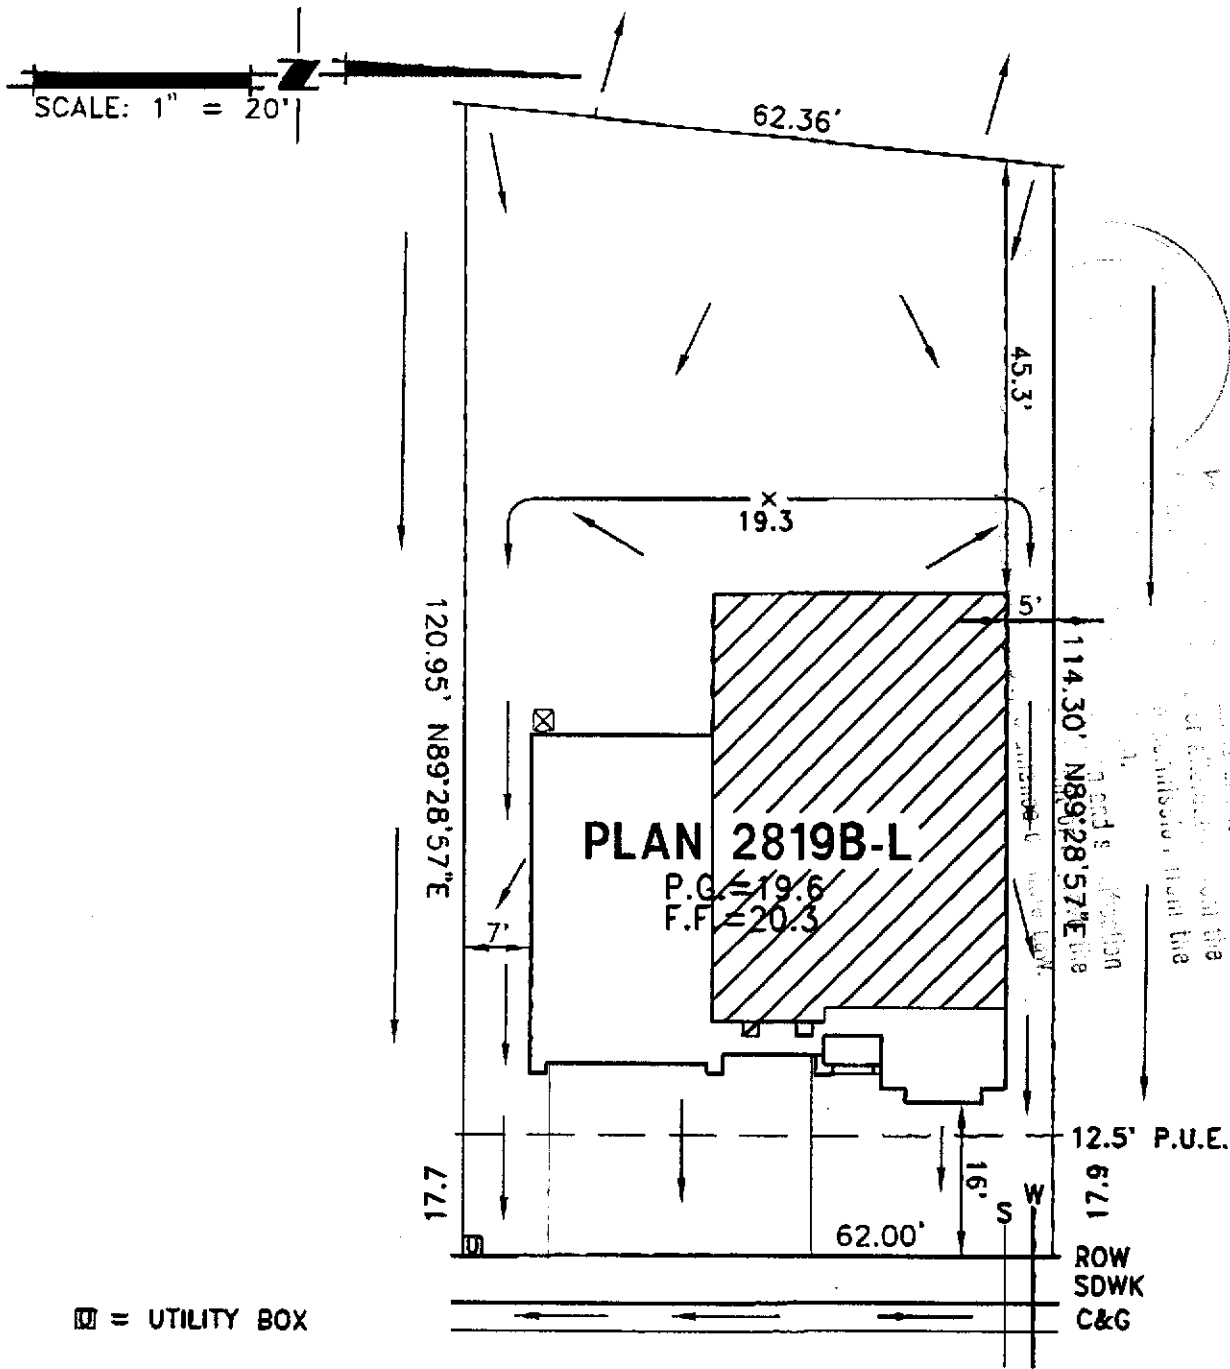 SCALE: 1" = 20'
62.36'
45.3'
X
19.3
5'
120.95' N89°28'57"E
114.30' N89°28'57"E
PLAN 2819B-L
P.G.=19.6
F.F.=20.3
7'
12.5' P.U.E.
17.7
16'
17.9
S
W
62.00'
U
ROW
SDWK
U = UTILITY BOX
C&G